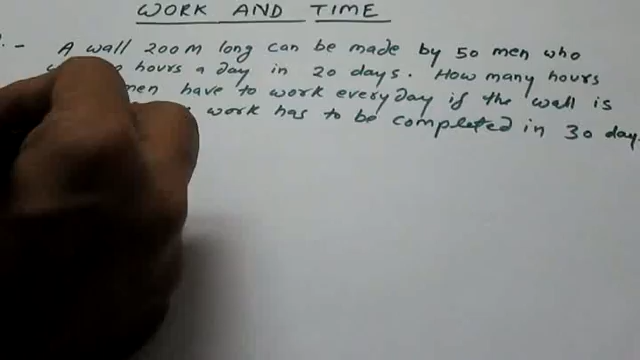 WORK AND TIME
A wall 200m long can be made by 50 men who
hours a day in 20 days. How many hours
men have to work everyday if the wall is
work has to be completed in 30 day